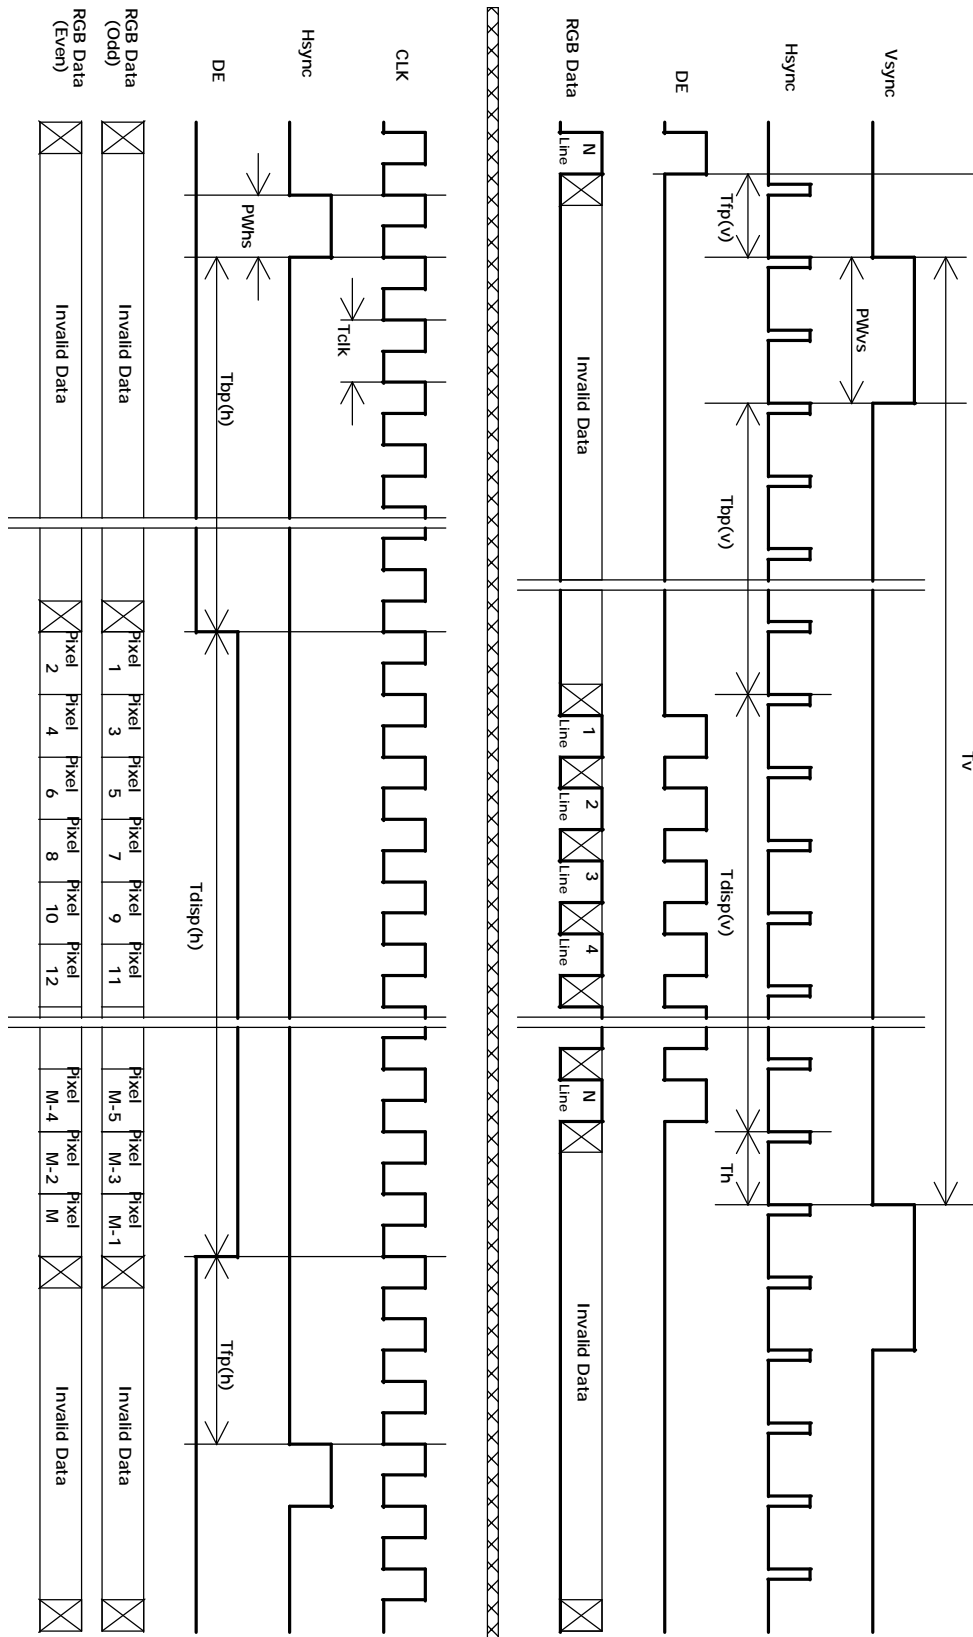 Tv
Vsync
PWvs
Hsync
Tfp(v)
Tbp(v)
Tdisp(v)
Th
DE
RGB Data
Line N
Invalid Data
Line 1
Line 2
Line 3
Line 4
Line N
Invalid Data
CLK
Tclk
Hsync
PWhs
DE
Tbp(h)
Tdisp(h)
Tfp(h)
RGB Data
(Odd)
Invalid Data
Pixel 1
Pixel 3
Pixel 5
Pixel 7
Pixel 9
Pixel 11
Pixel M-5
Pixel M-3
Pixel M-1
Invalid Data
RGB Data
(Even)
Invalid Data
Pixel 2
Pixel 4
Pixel 6
Pixel 8
Pixel 10
Pixel 12
Pixel M-4
Pixel M-2
Pixel M
Invalid Data